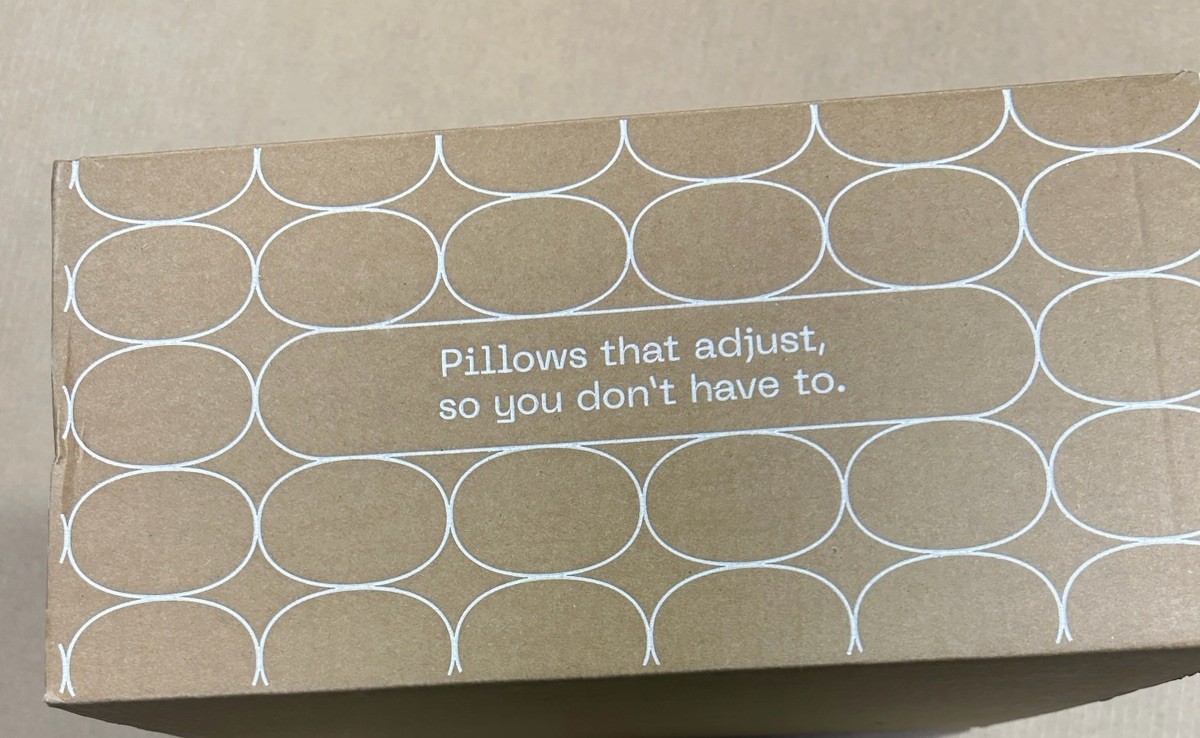 Pillows that adjust,
so you don't have to.